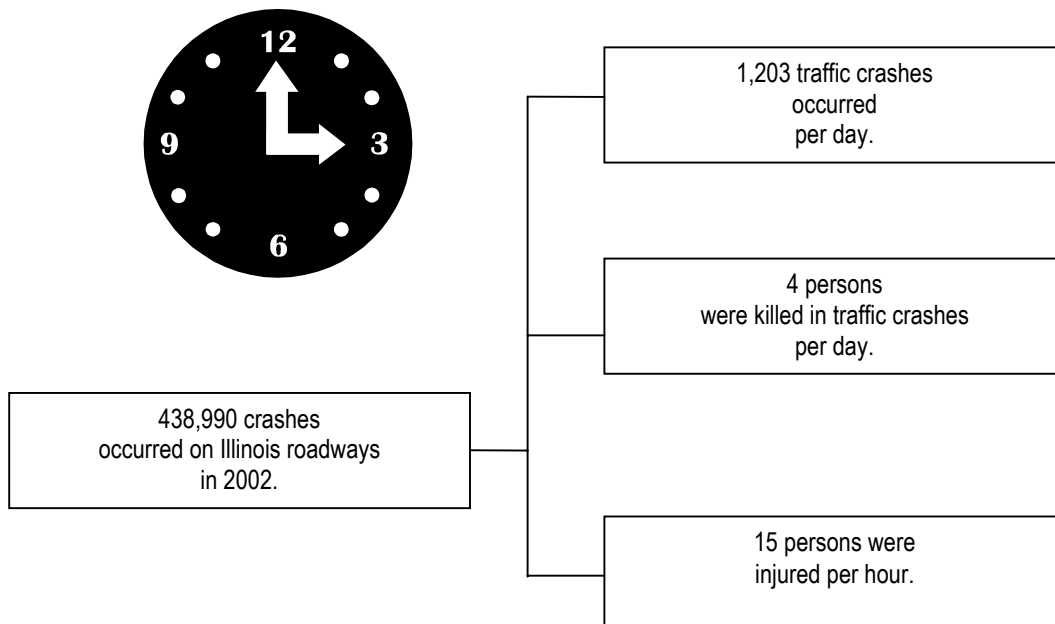 12
9
3
6
1,203 traffic crashes
occurred
per day.
4 persons
were killed in traffic crashes
per day.
438,990 crashes
occurred on Illinois roadways
in 2002.
15 persons were
injured per hour.